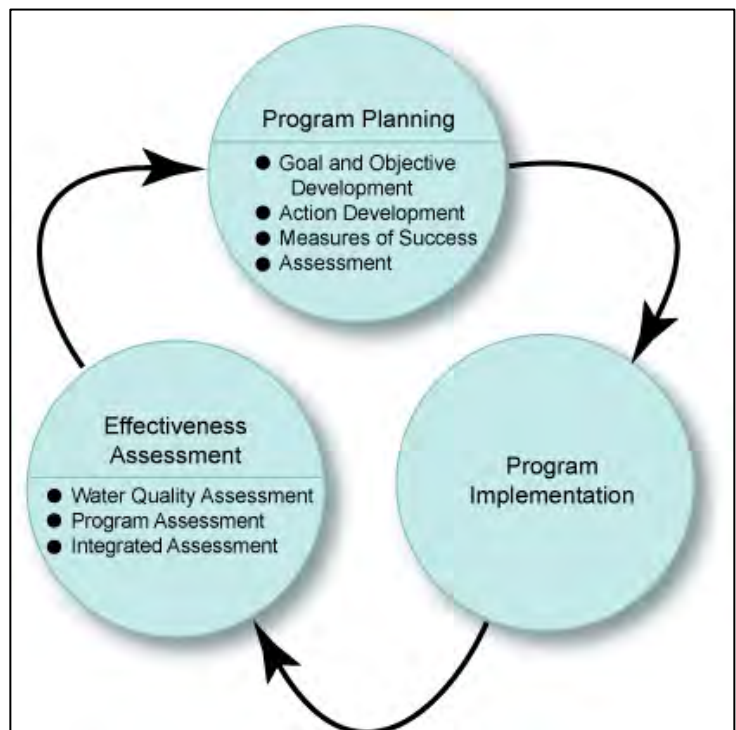 Program Planning
● Goal and Objective
Development
● Action Development
● Measures of Success
● Assessment
Effectiveness
Assessment
● Water Quality Assessment
● Program Assessment
● Integrated Assessment
Program
Implementation